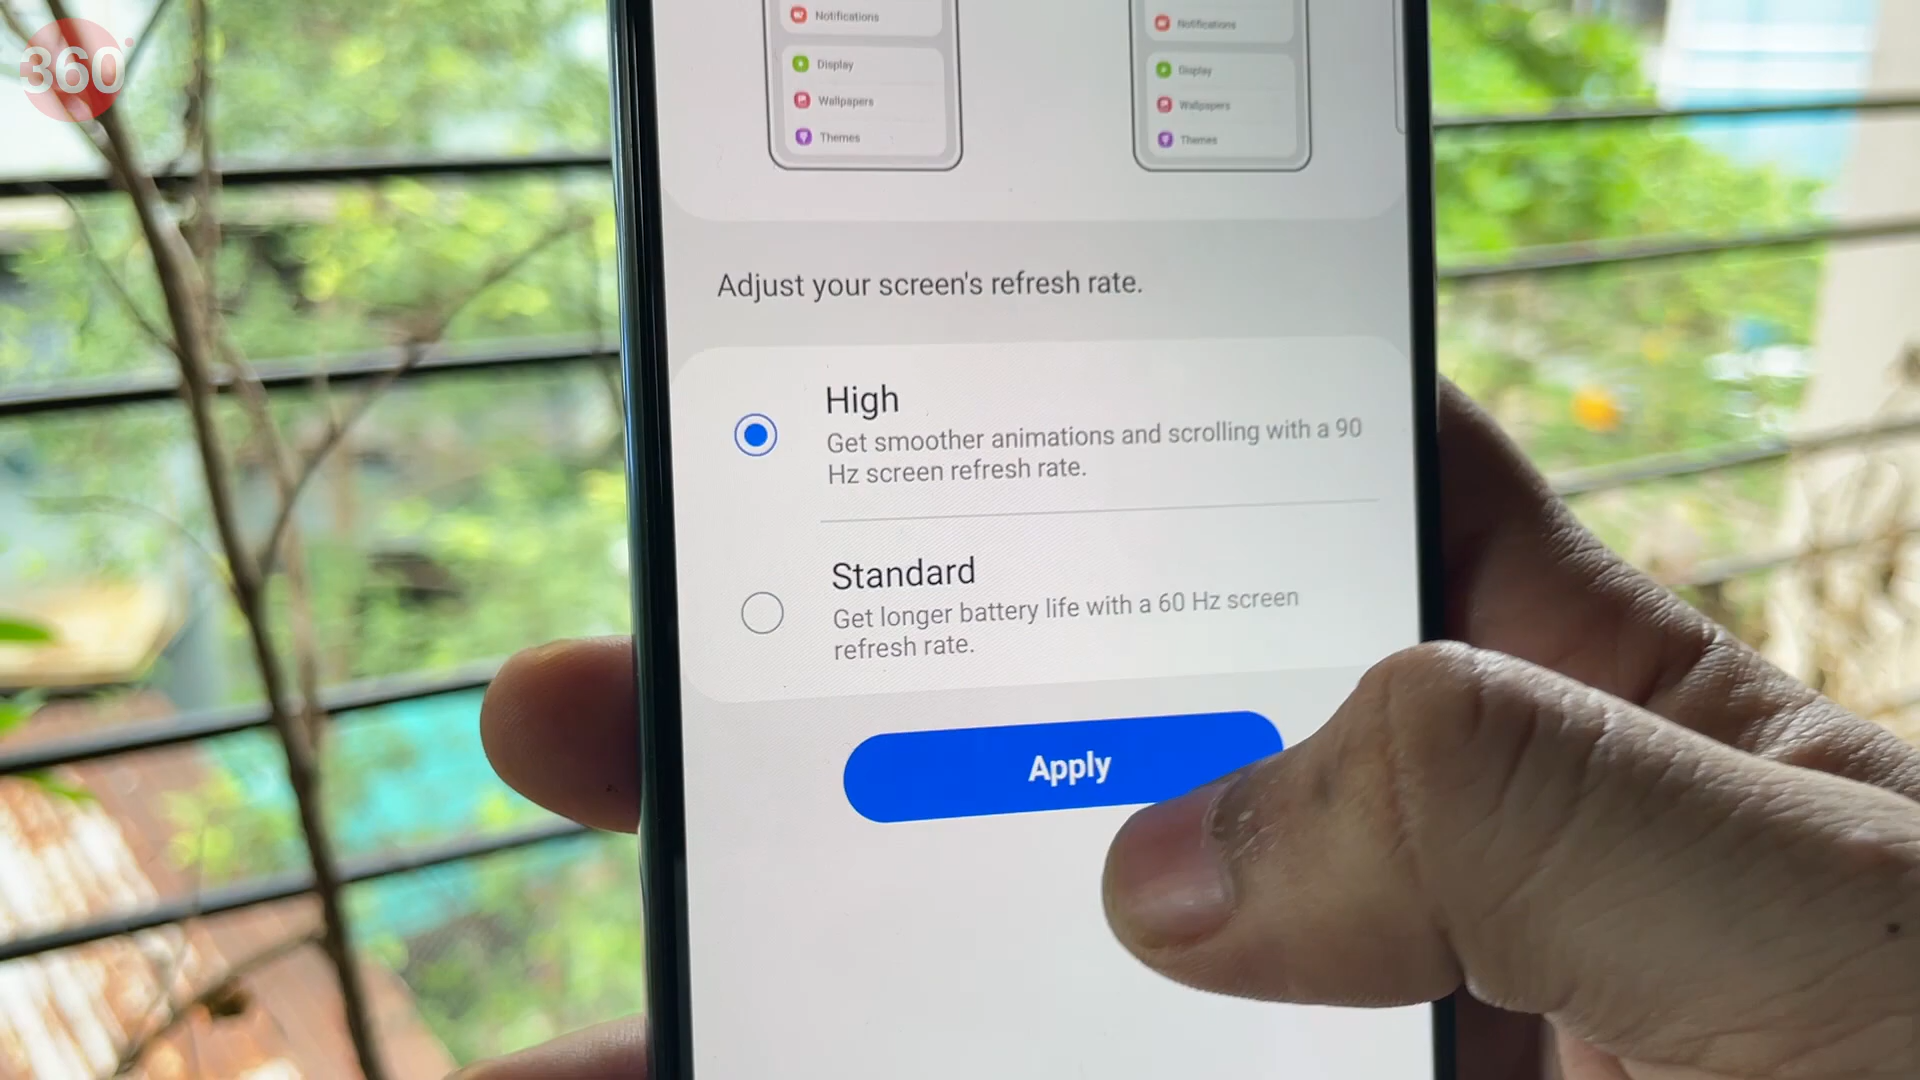 360
Notifications
Display
Wallpapers
Themes
Notifications
Display
Wallpapers
Themes
Adjust your screen's refresh rate.
High
Get smoother animations and scrolling with a 90
Hz screen refresh rate.
Standard
Get longer battery life with a 60 Hz screen
refresh rate.
Apply